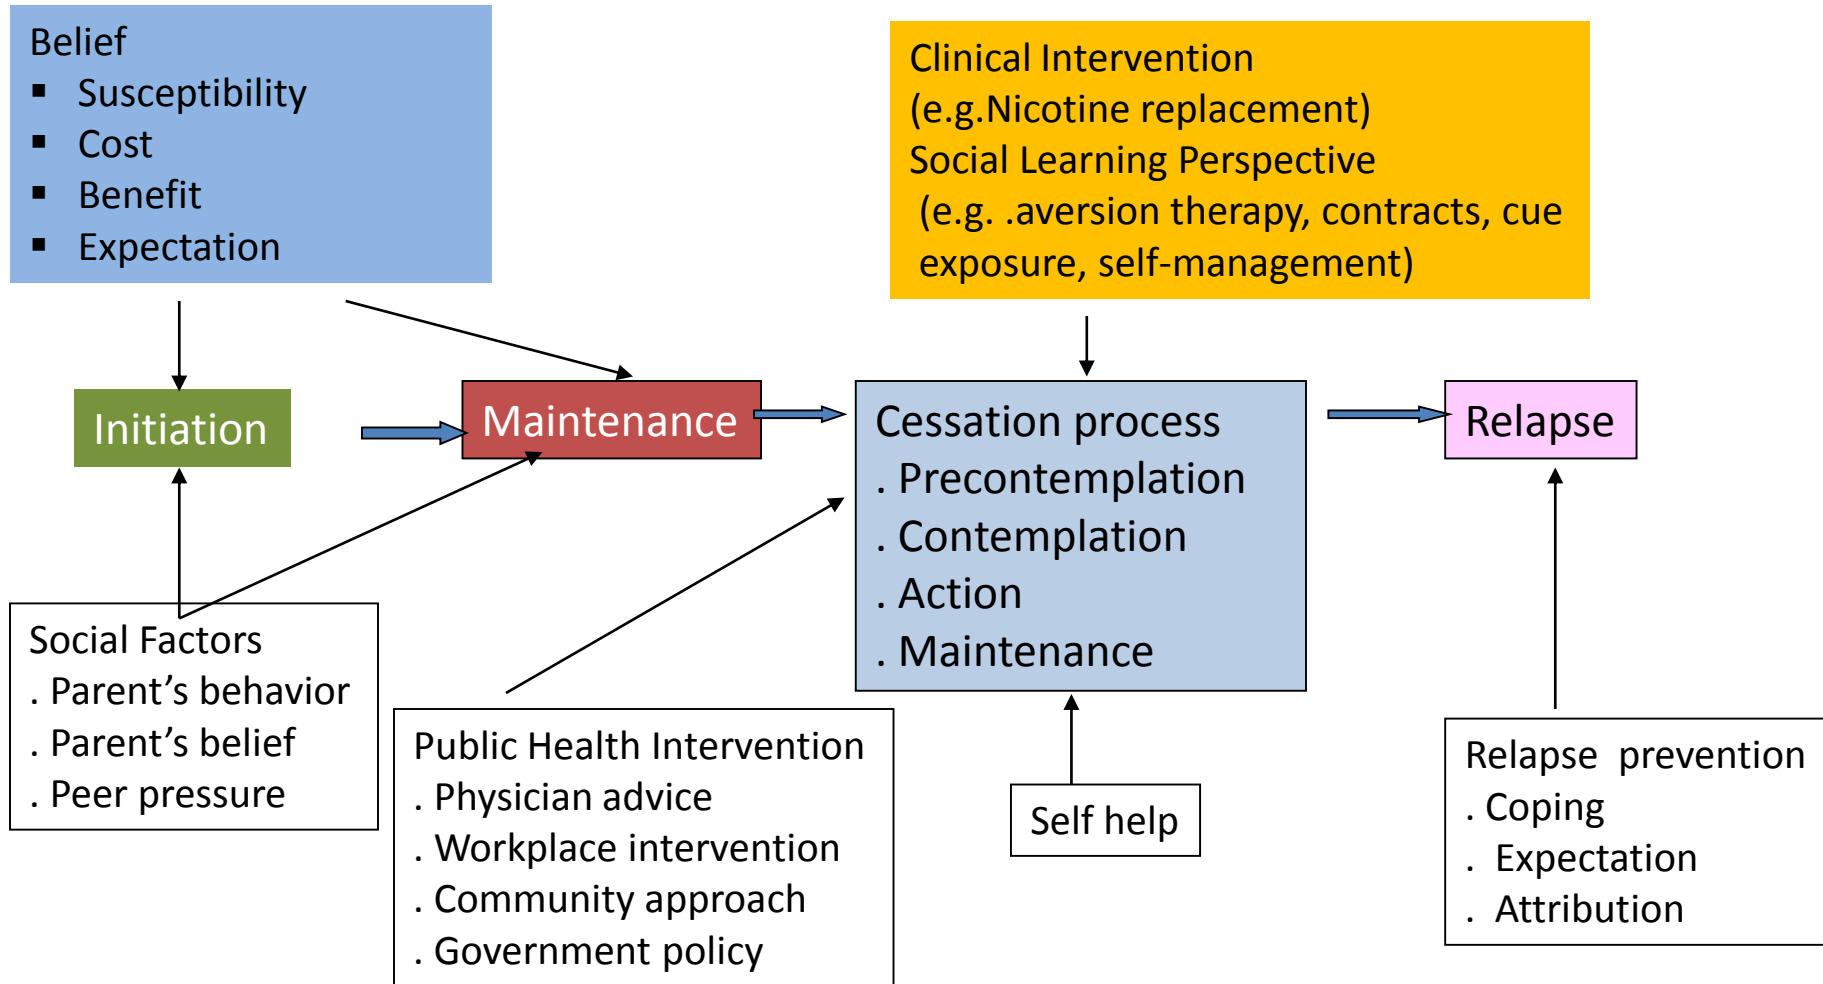 Belief
▪ Susceptibility
▪ Cost
▪ Benefit
▪ Expectation
Clinical Intervention
(e.g.Nicotine replacement)
Social Learning Perspective
(e.g. .aversion therapy, contracts, cue
exposure, self-management)
Initiation
Maintenance
Cessation process
. Precontemplation
. Contemplation
. Action
. Maintenance
Relapse
Social Factors
. Parent’s behavior
. Parent’s belief
. Peer pressure
Public Health Intervention
. Physician advice
. Workplace intervention
. Community approach
. Government policy
Self help
Relapse prevention
. Coping
. Expectation
. Attribution